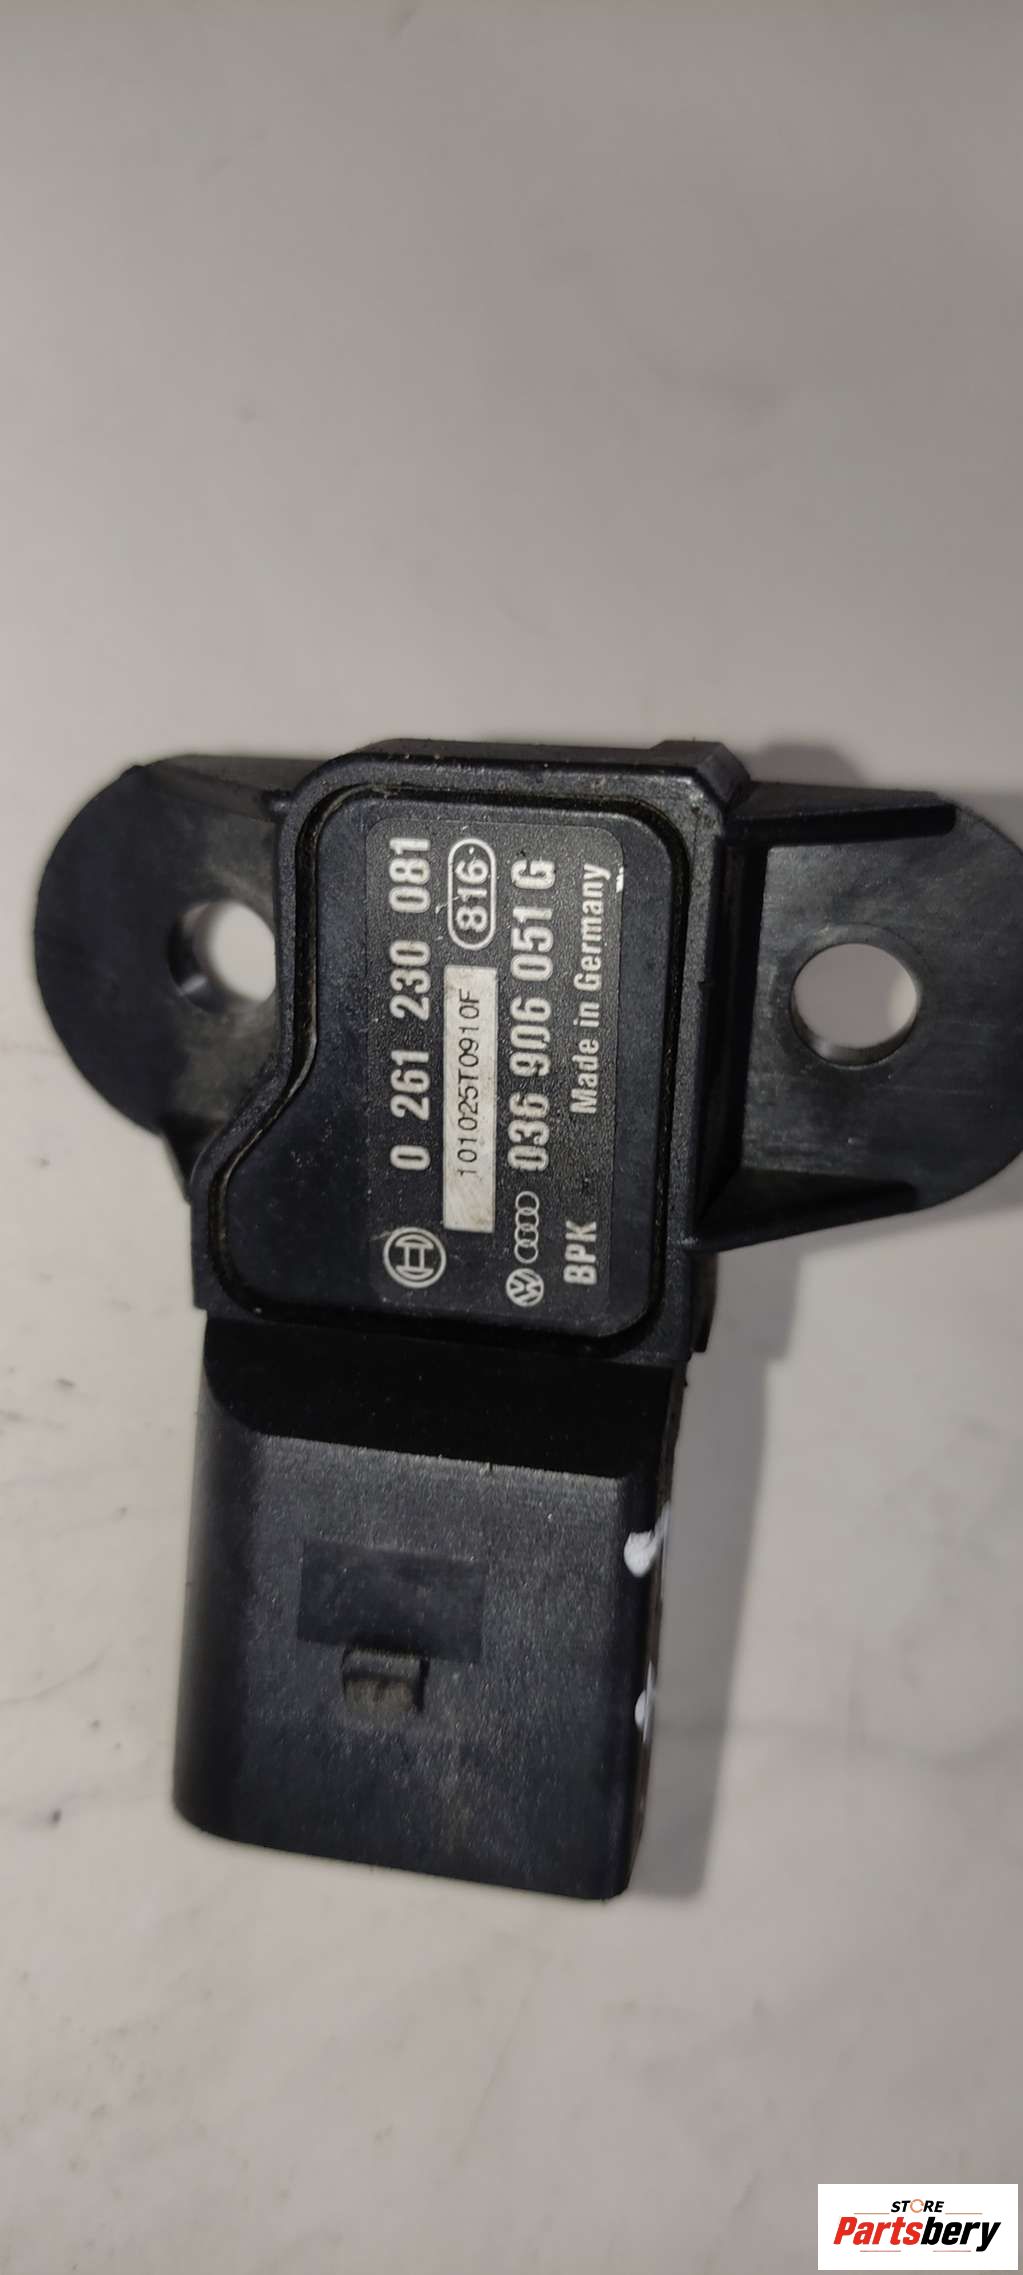 0 261 230 081
101025T0910F
816
036 906 051 G
BPK
Made in Germany
STORE
Partsbery